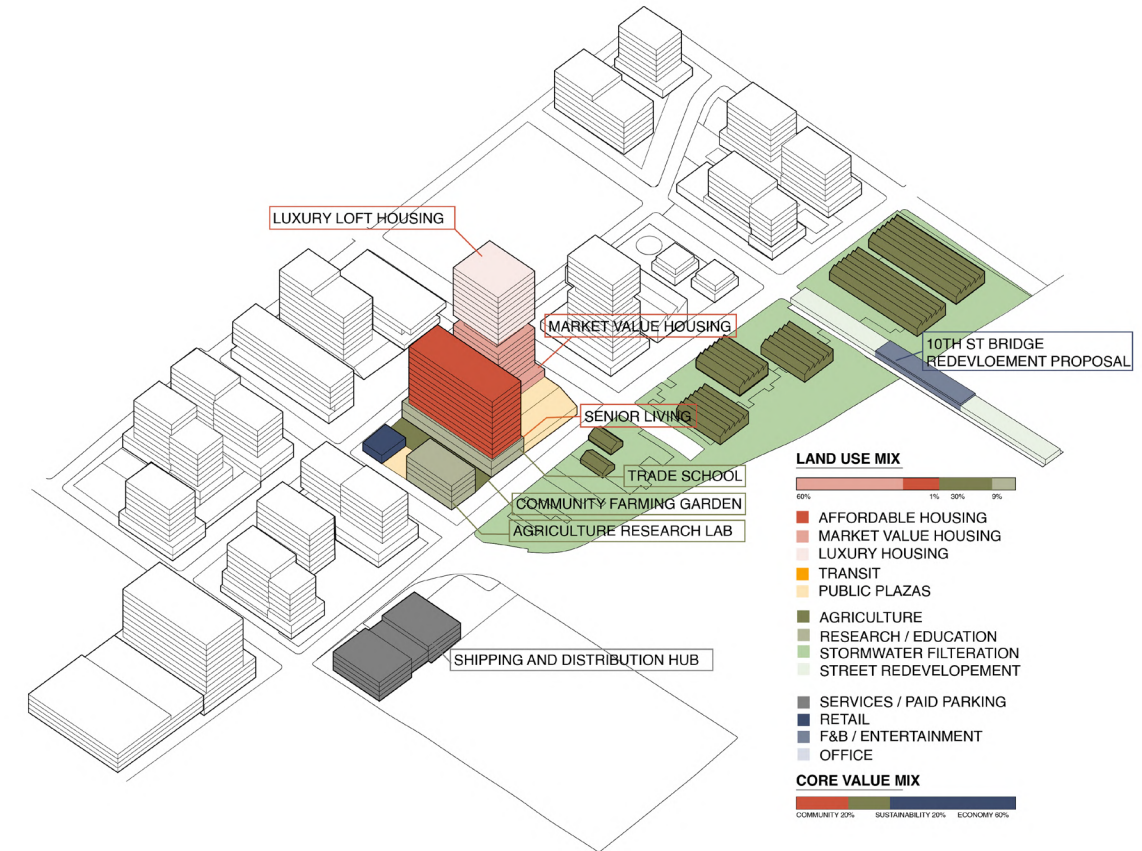 LUXURY LOFT HOUSING
MARKET VALUE HOUSING
10TH ST BRIDGE
REDEVLOEMENT PROPOSAL
SENIOR LIVING
TRADE SCHOOL
COMMUNITY FARMING GARDEN
AGRICULTURE RESEARCH LAB
SHIPPING AND DISTRIBUTION HUB
LAND USE MIX
60% 1% 30% 9%
AFFORDABLE HOUSING
MARKET VALUE HOUSING
LUXURY HOUSING
TRANSIT
PUBLIC PLAZAS
AGRICULTURE
RESEARCH / EDUCATION
STORMWATER FILTERATION
STREET REDEVELOPEMENT
SERVICES / PAID PARKING
RETAIL
F&B / ENTERTAINMENT
OFFICE
CORE VALUE MIX
COMMUNITY 20% SUSTAINABILITY 20% ECONOMY 60%